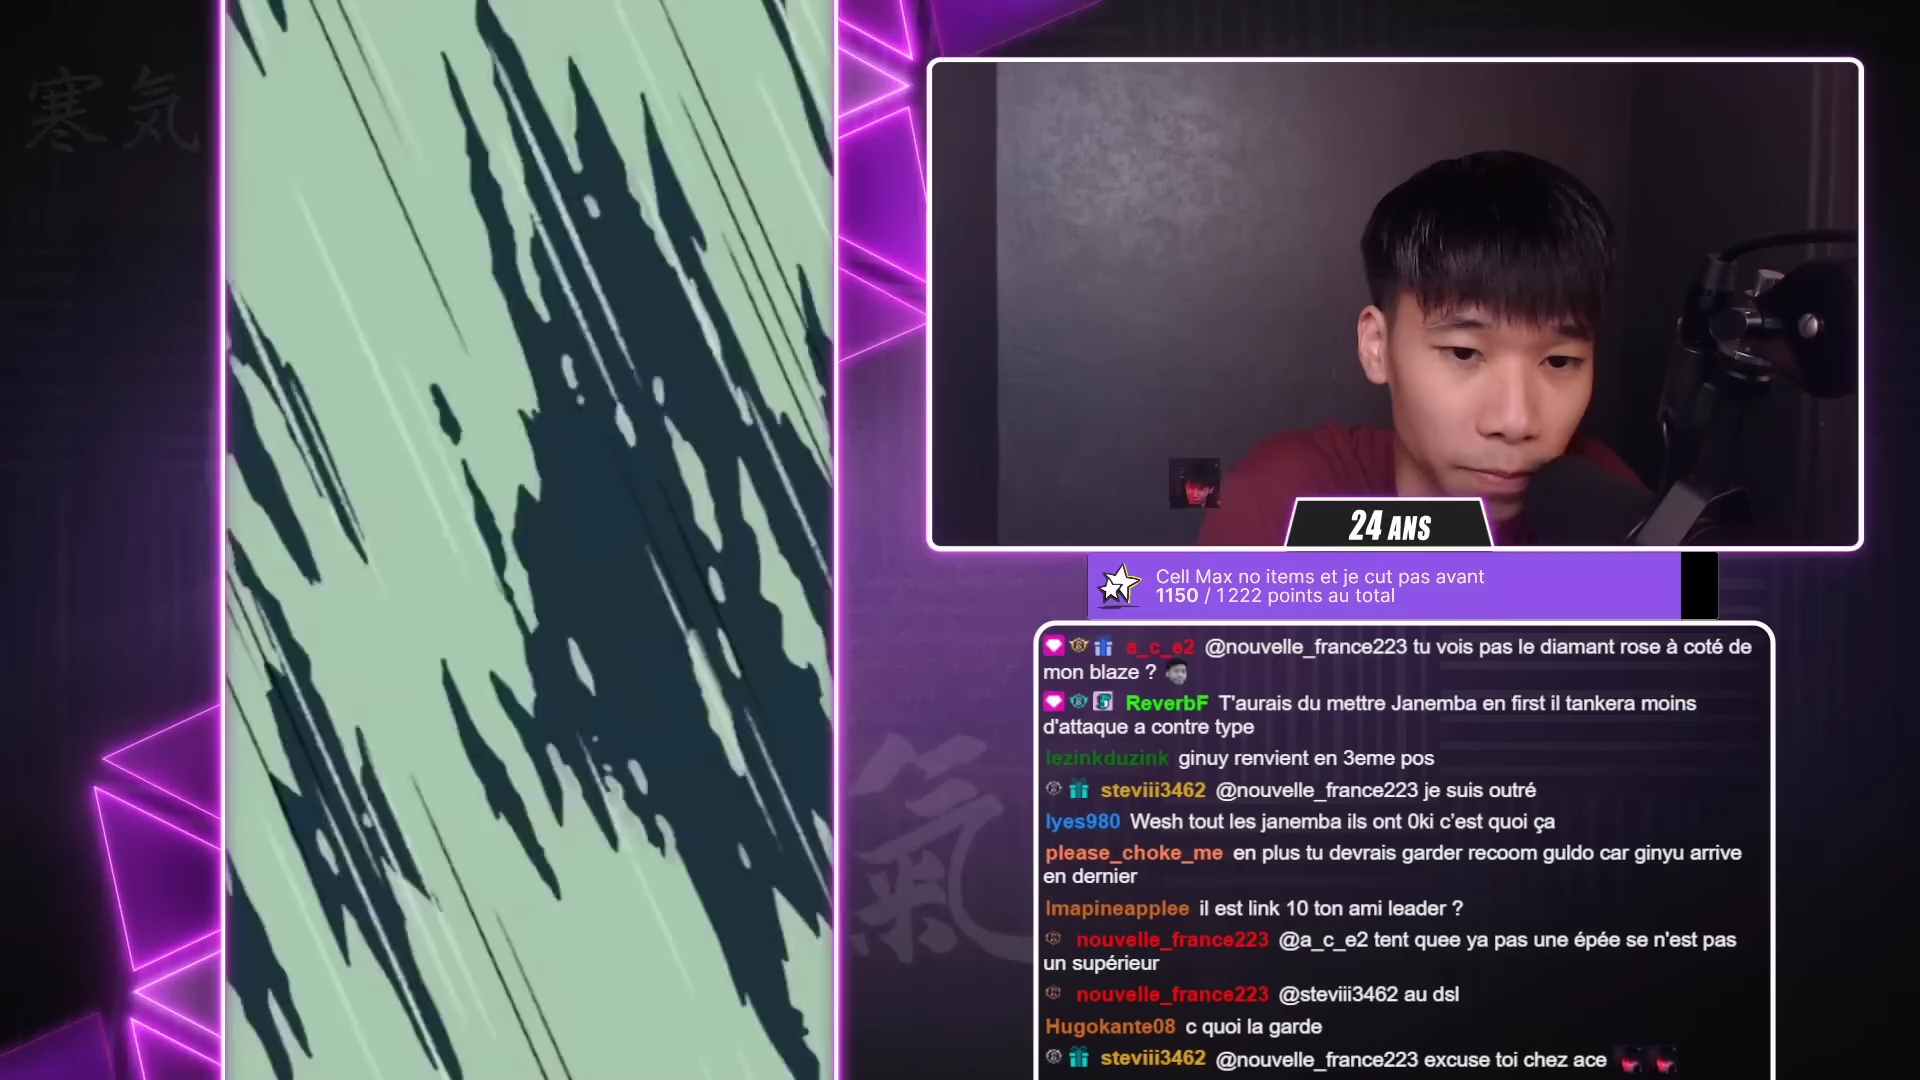 寒気
24 ANS
Cell Max no items et je cut pas avant
1150 / 1 222 points au total
a_c_e2 @nouvelle_france223 tu vois pas le diamant rose à coté de
mon blaze ?
ReverbF T'aurais du mettre Janemba en first il tankera moins
d'attaque a contre type
lezinkduzink ginuy renvient en 3eme pos
steviii3462 @nouvelle_france223 je suis outré
lyes980 Wesh tout les janemba ils ont 0ki c'est quoi ça
please_choke_me en plus tu devrais garder recoom guldo car ginyu arrive
en dernier
Imapineapplee il est link 10 ton ami leader ?
nouvelle_france223 @a_c_e2 tent quee ya pas une épée se n'est pas
un supérieur
nouvelle_france223 @steviii3462 au dsl
Hugokante08 c quoi la garde
steviii3462 @nouvelle_france223 excuse toi chez ace
氣